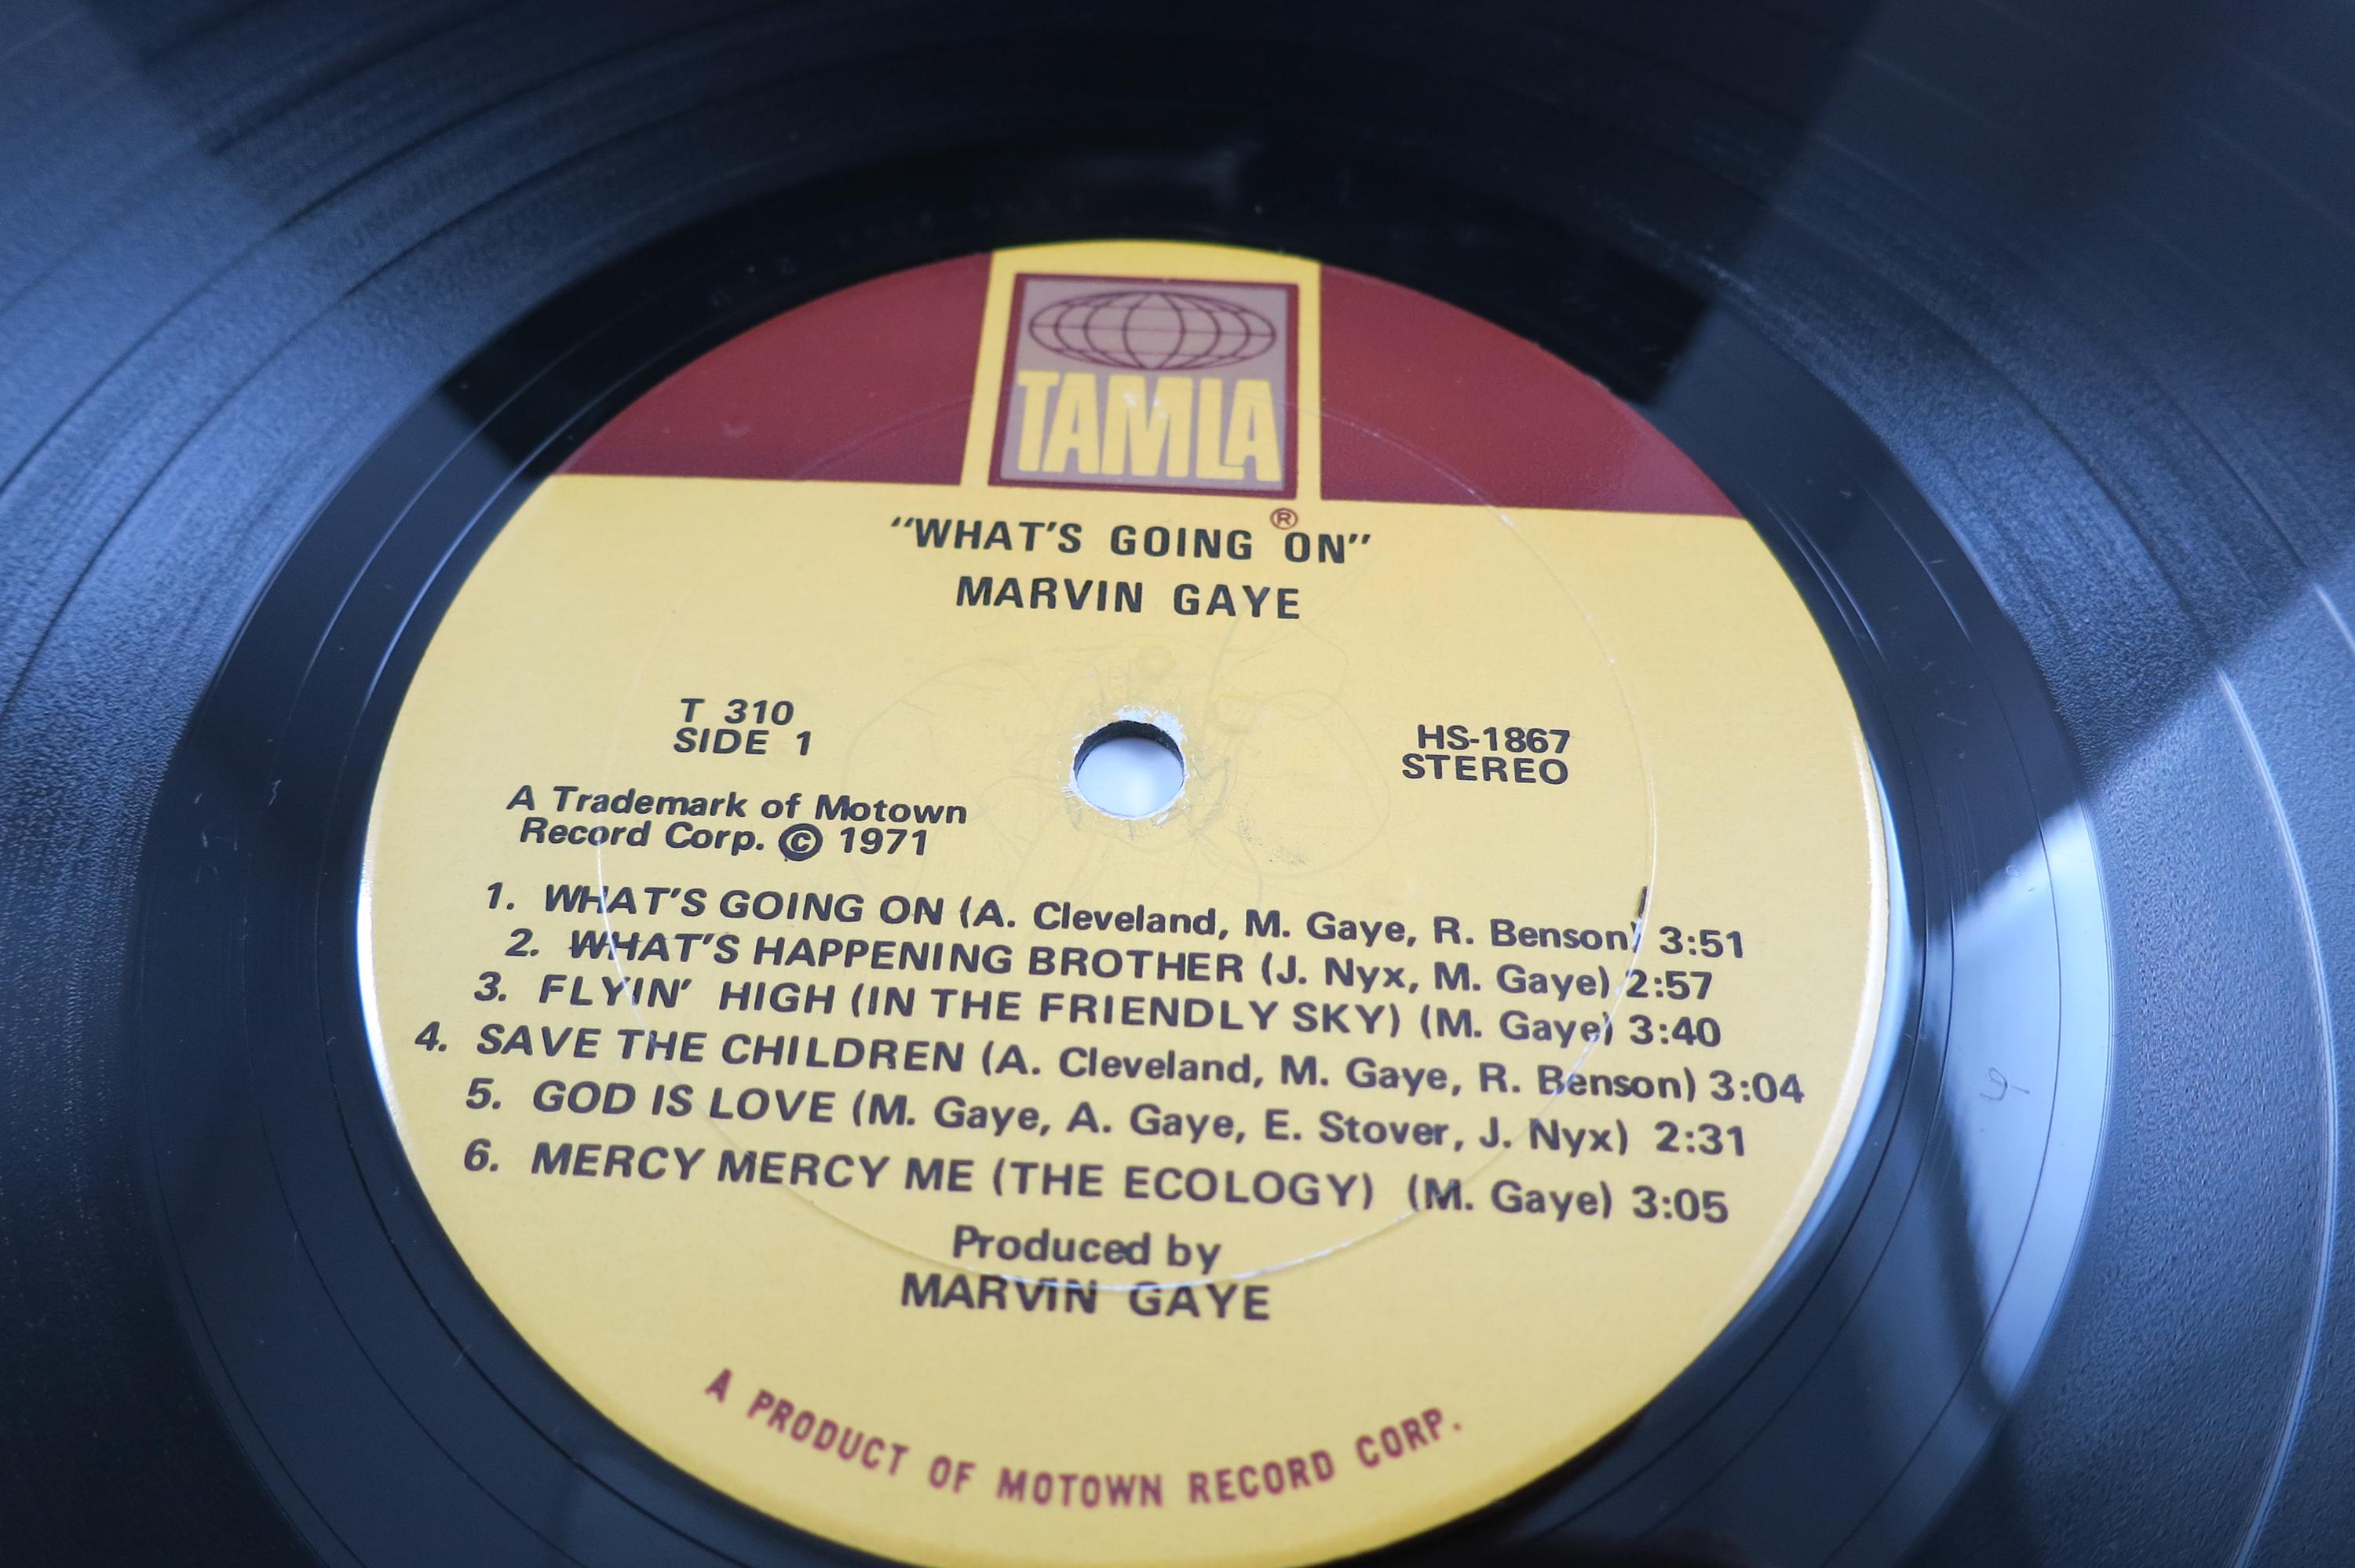 TAMLA
®
"WHAT'S GOING ON"
MARVIN GAYE
T 310
SIDE 1
HS-1867
STEREO
A Trademark of Motown
Record Corp. © 1971
1. WHAT'S GOING ON (A. Cleveland, M. Gaye, R. Benson) 3:51
2. WHAT'S HAPPENING BROTHER (J. Nyx, M. Gaye) 2:57
3. FLYIN' HIGH (IN THE FRIENDLY SKY) (M. Gaye) 3:40
4. SAVE THE CHILDREN (A. Cleveland, M. Gaye, R. Benson) 3:04
5. GOD IS LOVE (M. Gaye, A. Gaye, E. Stover, J. Nyx) 2:31
6. MERCY MERCY ME (THE ECOLOGY) (M. Gaye) 3:05
Produced by
MARVIN GAYE
A PRODUCT OF MOTOWN RECORD CORP.